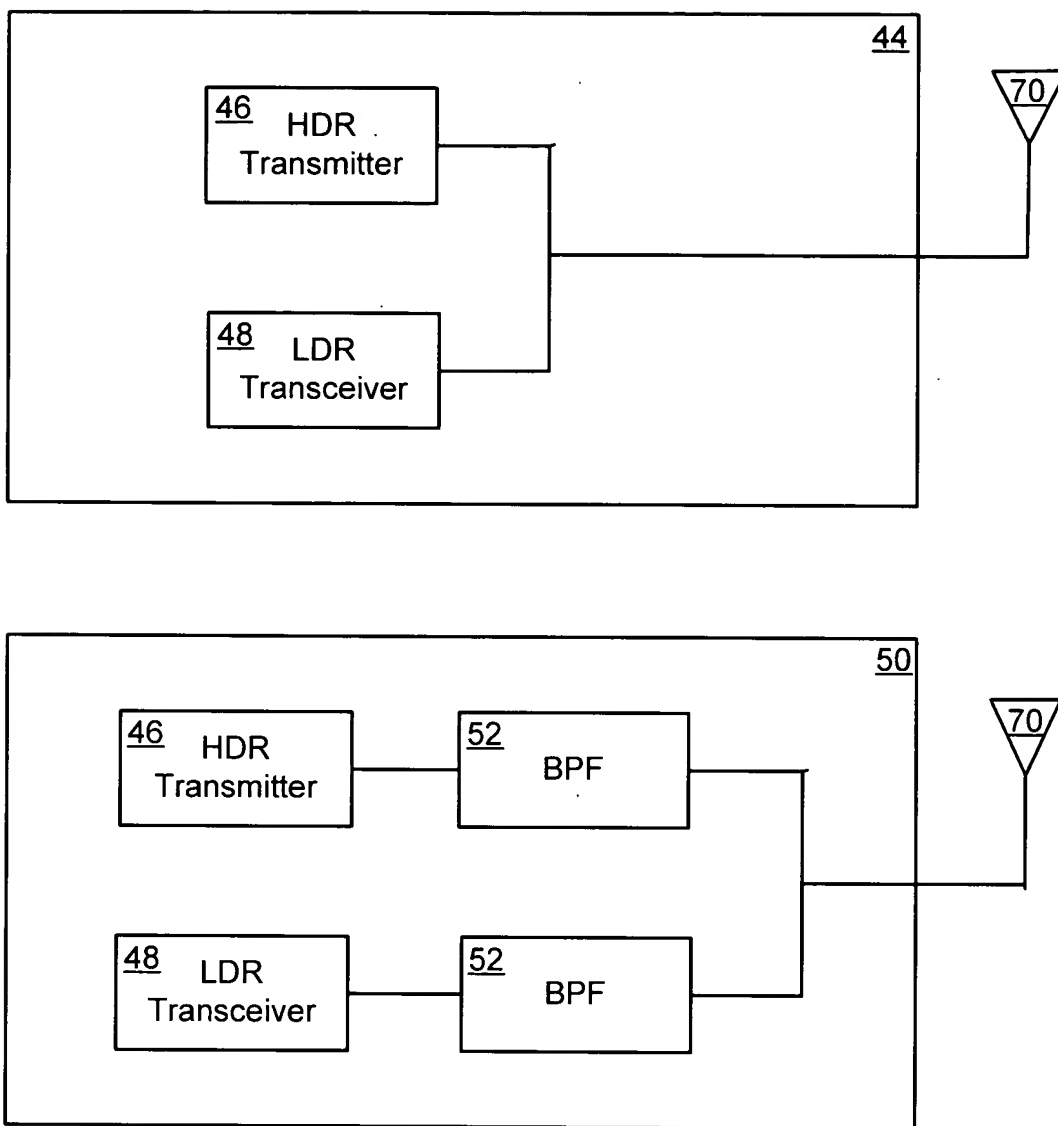 44
70
46
HDR
Transmitter
48
LDR
Transceiver
50
70
46
HDR
Transmitter
52
BPF
48
LDR
Transceiver
52
BPF